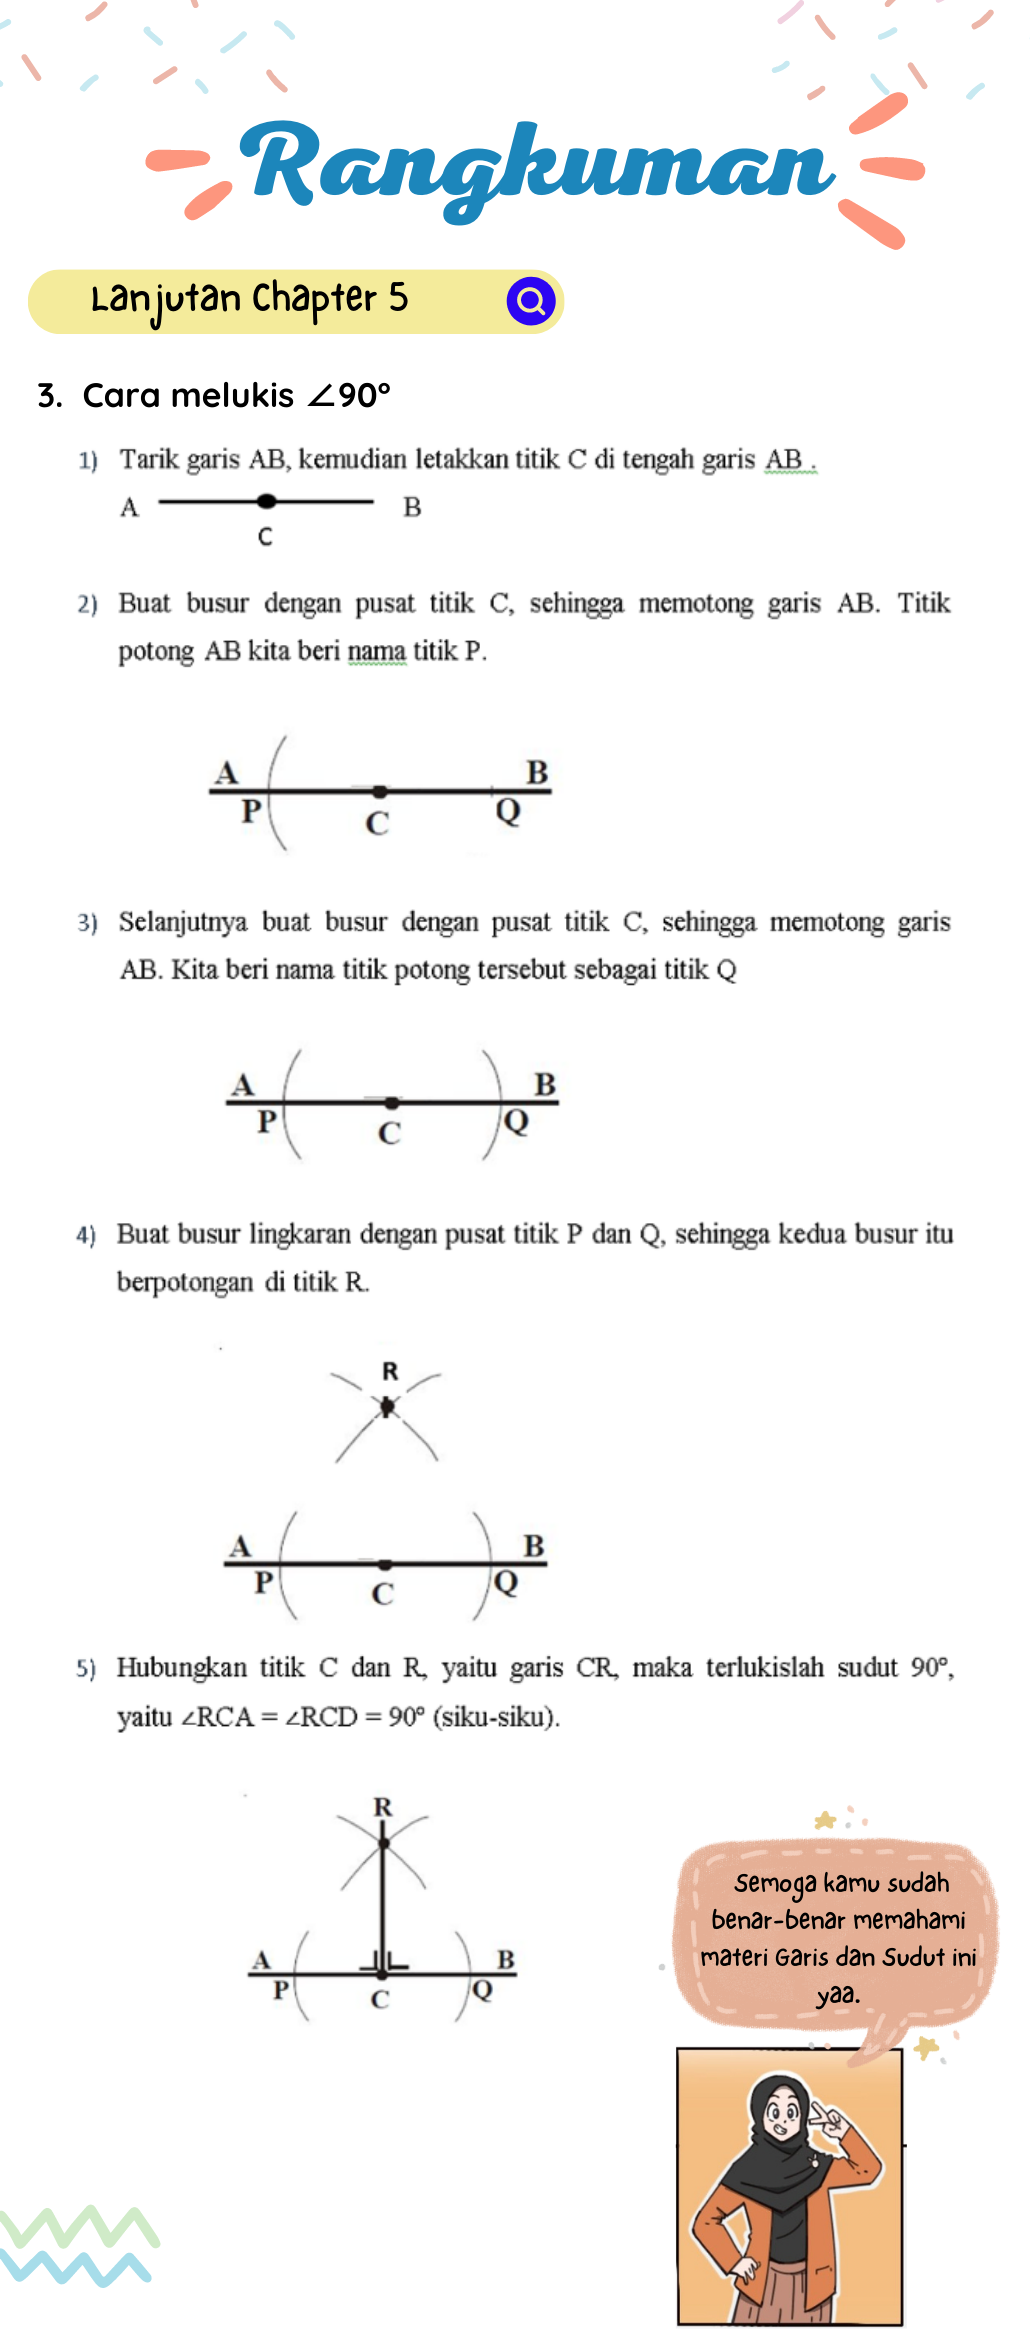 Rangkuman
Lanjutan Chapter 5
3. Cara melukis ∠90°
1) Tarik garis AB, kemudian letakkan titik C di tengah garis AB .
A B
C
2) Buat busur dengan pusat titik C, sehingga memotong garis AB. Titik
potong AB kita beri nama titik P.
A B
P C Q
3) Selanjutnya buat busur dengan pusat titik C, sehingga memotong garis
AB. Kita beri nama titik potong tersebut sebagai titik Q
A B
P C Q
4) Buat busur lingkaran dengan pusat titik P dan Q, sehingga kedua busur itu
berpotongan di titik R.
R
A B
P C Q
5) Hubungkan titik C dan R, yaitu garis CR, maka terlukislah sudut 90°,
yaitu ∠RCA = ∠RCD = 90° (siku-siku).
R
A B
P C Q
Semoga kamu sudah
benar-benar memahami
materi Garis dan Sudut ini
yaa.